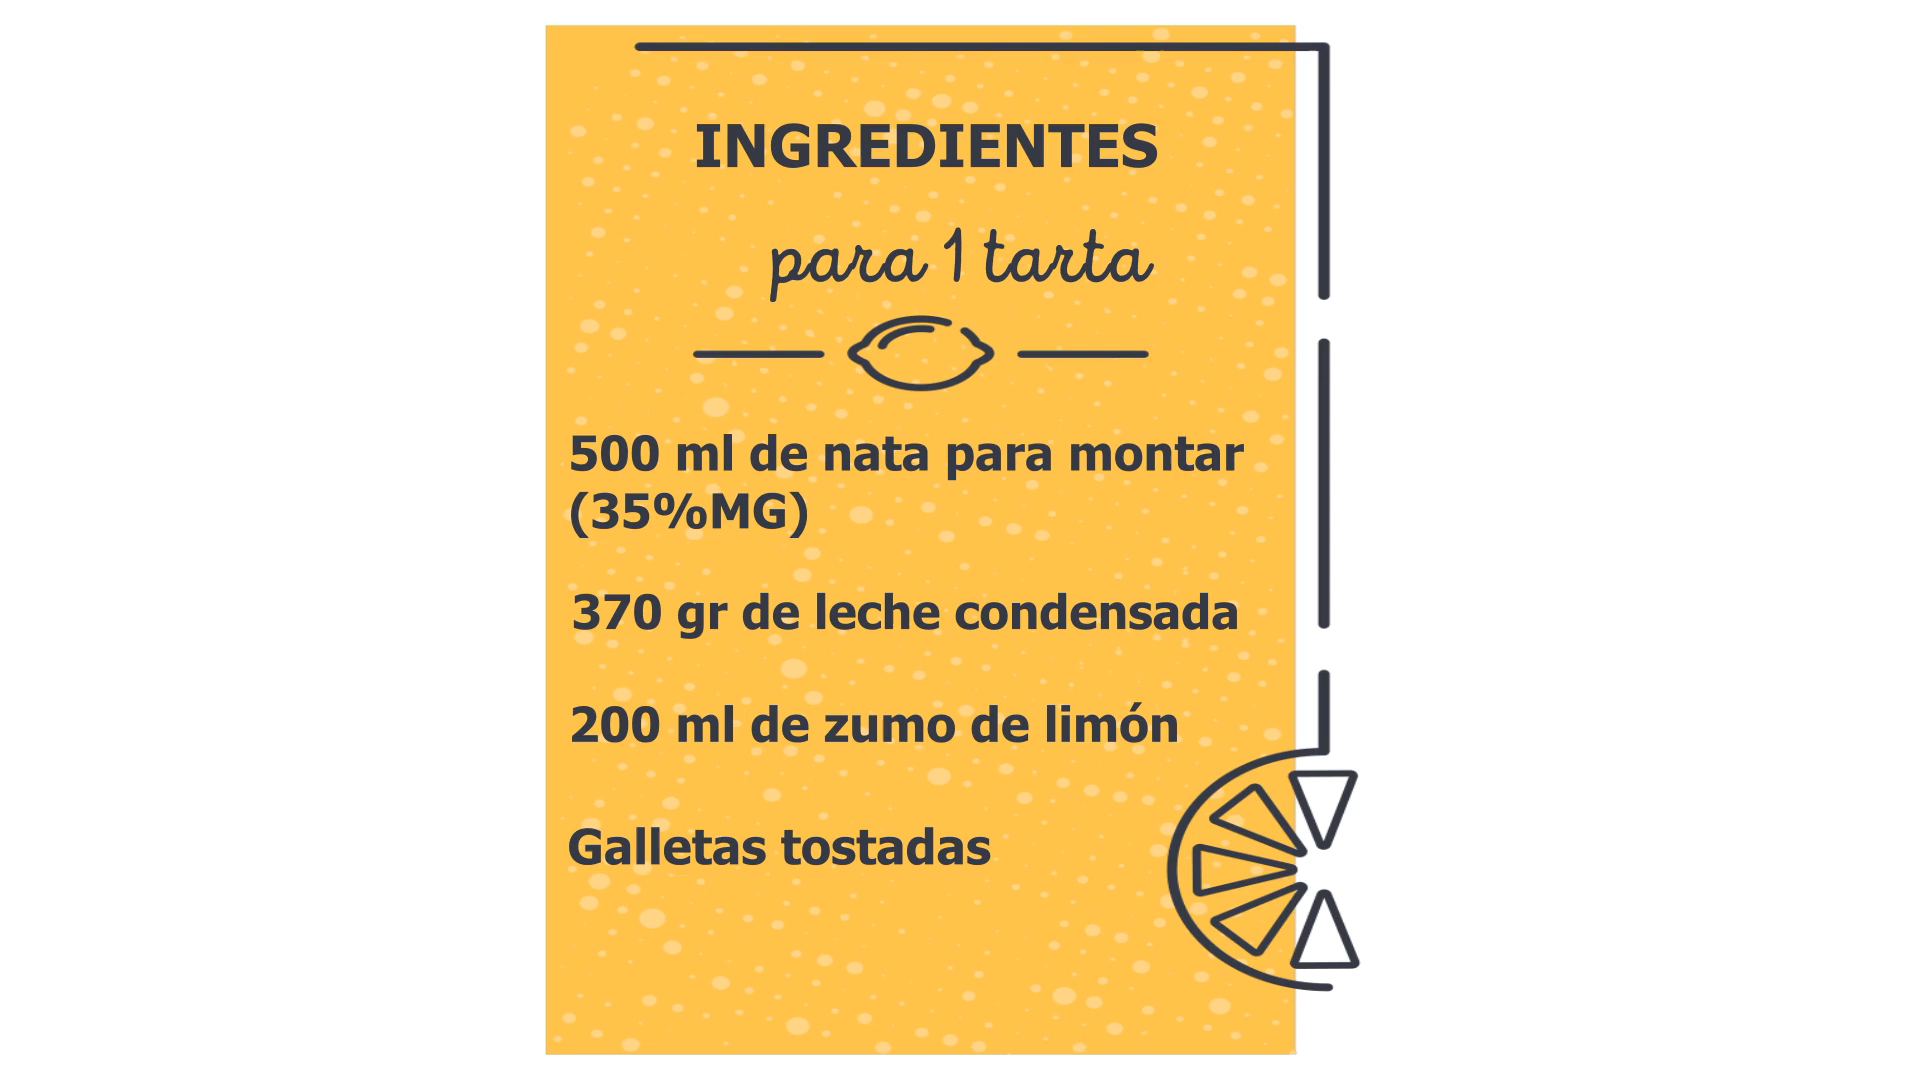 INGREDIENTES
para 1 tarta
500 ml de nata para montar
(35%MG)
370 gr de leche condensada
200 ml de zumo de limón
Galletas tostadas